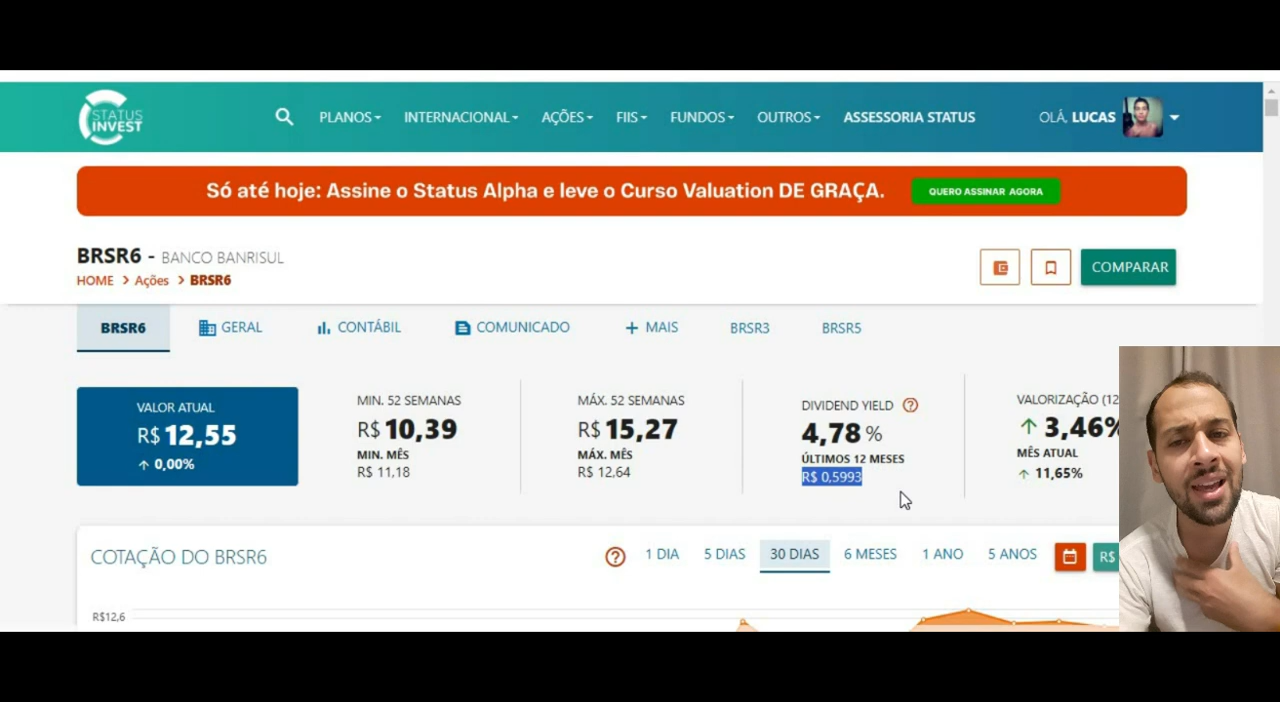 STATUS
INVEST
PLANOS
INTERNACIONAL
AÇÕES
FIIS
FUNDOS
OUTROS
ASSESSORIA STATUS
OLÁ, LUCAS
Só até hoje: Assine o Status Alpha e leve o Curso Valuation DE GRAÇA.
QUERO ASSINAR AGORA
BRSR6 - BANCO BANRISUL
HOME > Ações > BRSR6
COMPARAR
BRSR6
GERAL
CONTÁBIL
COMUNICADO
+ MAIS
BRSR3
BRSR5
VALOR ATUAL
R$ 12,55
↑ 0,00%
MIN. 52 SEMANAS
R$ 10,39
MIN. MÊS
R$ 11,18
MÁX. 52 SEMANAS
R$ 15,27
MÁX. MÊS
R$ 12,64
DIVIDEND YIELD ?
4,78 %
ÚLTIMOS 12 MESES
R$ 0,5993
VALORIZAÇÃO (12
↑ 3,46%
MÊS ATUAL
↑ 11,65%
COTAÇÃO DO BRSR6
?
1 DIA
5 DIAS
30 DIAS
6 MESES
1 ANO
5 ANOS
R$
R$12,6